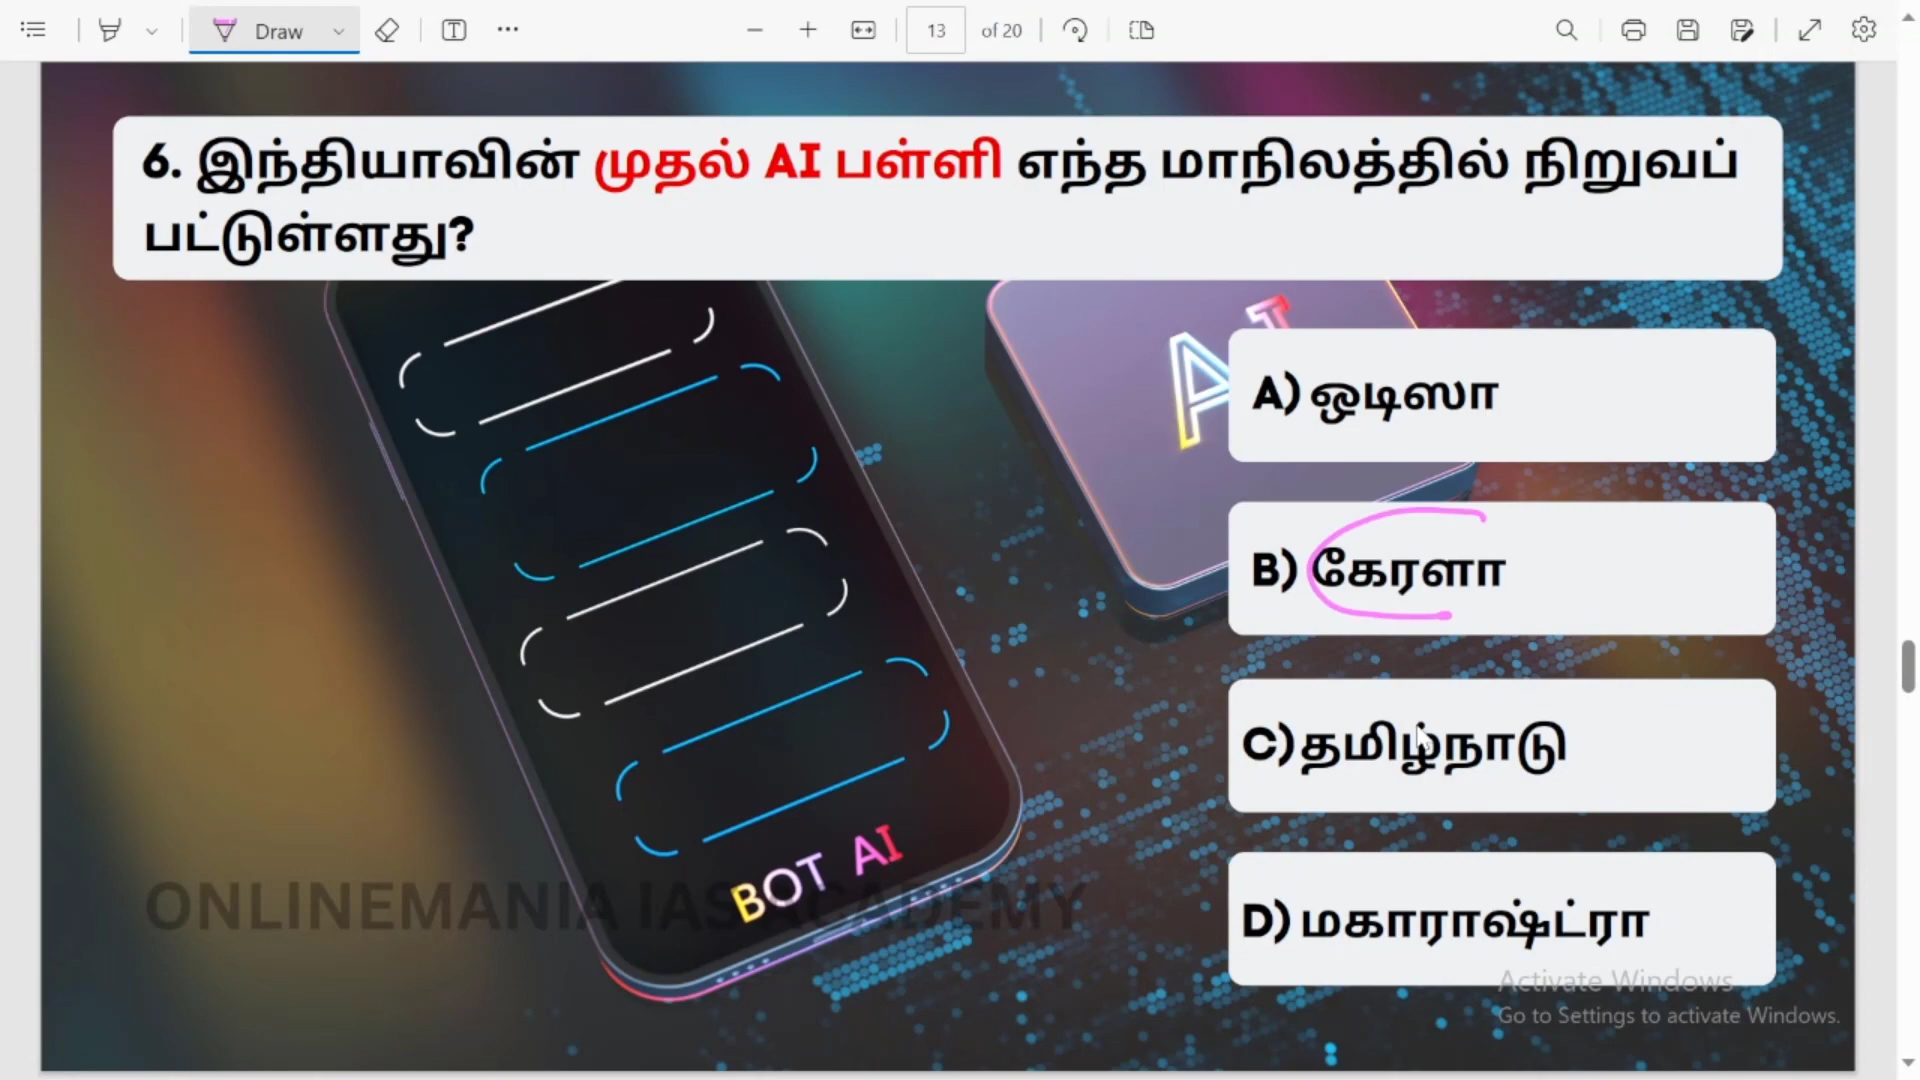 Draw
13 of 20
6. இந்தியாவின் முதல் AI பள்ளி எந்த மாநிலத்தில் நிறுவப்
பட்டுள்ளது?
AI
A) ஒடிஸா
B) கேரளா
C) தமிழ்நாடு
D) மகாராஷ்ட்ரா
BOT AI
ONLINEMANIA IAS ACADEMY
Activate Windows
Go to Settings to activate Windows.